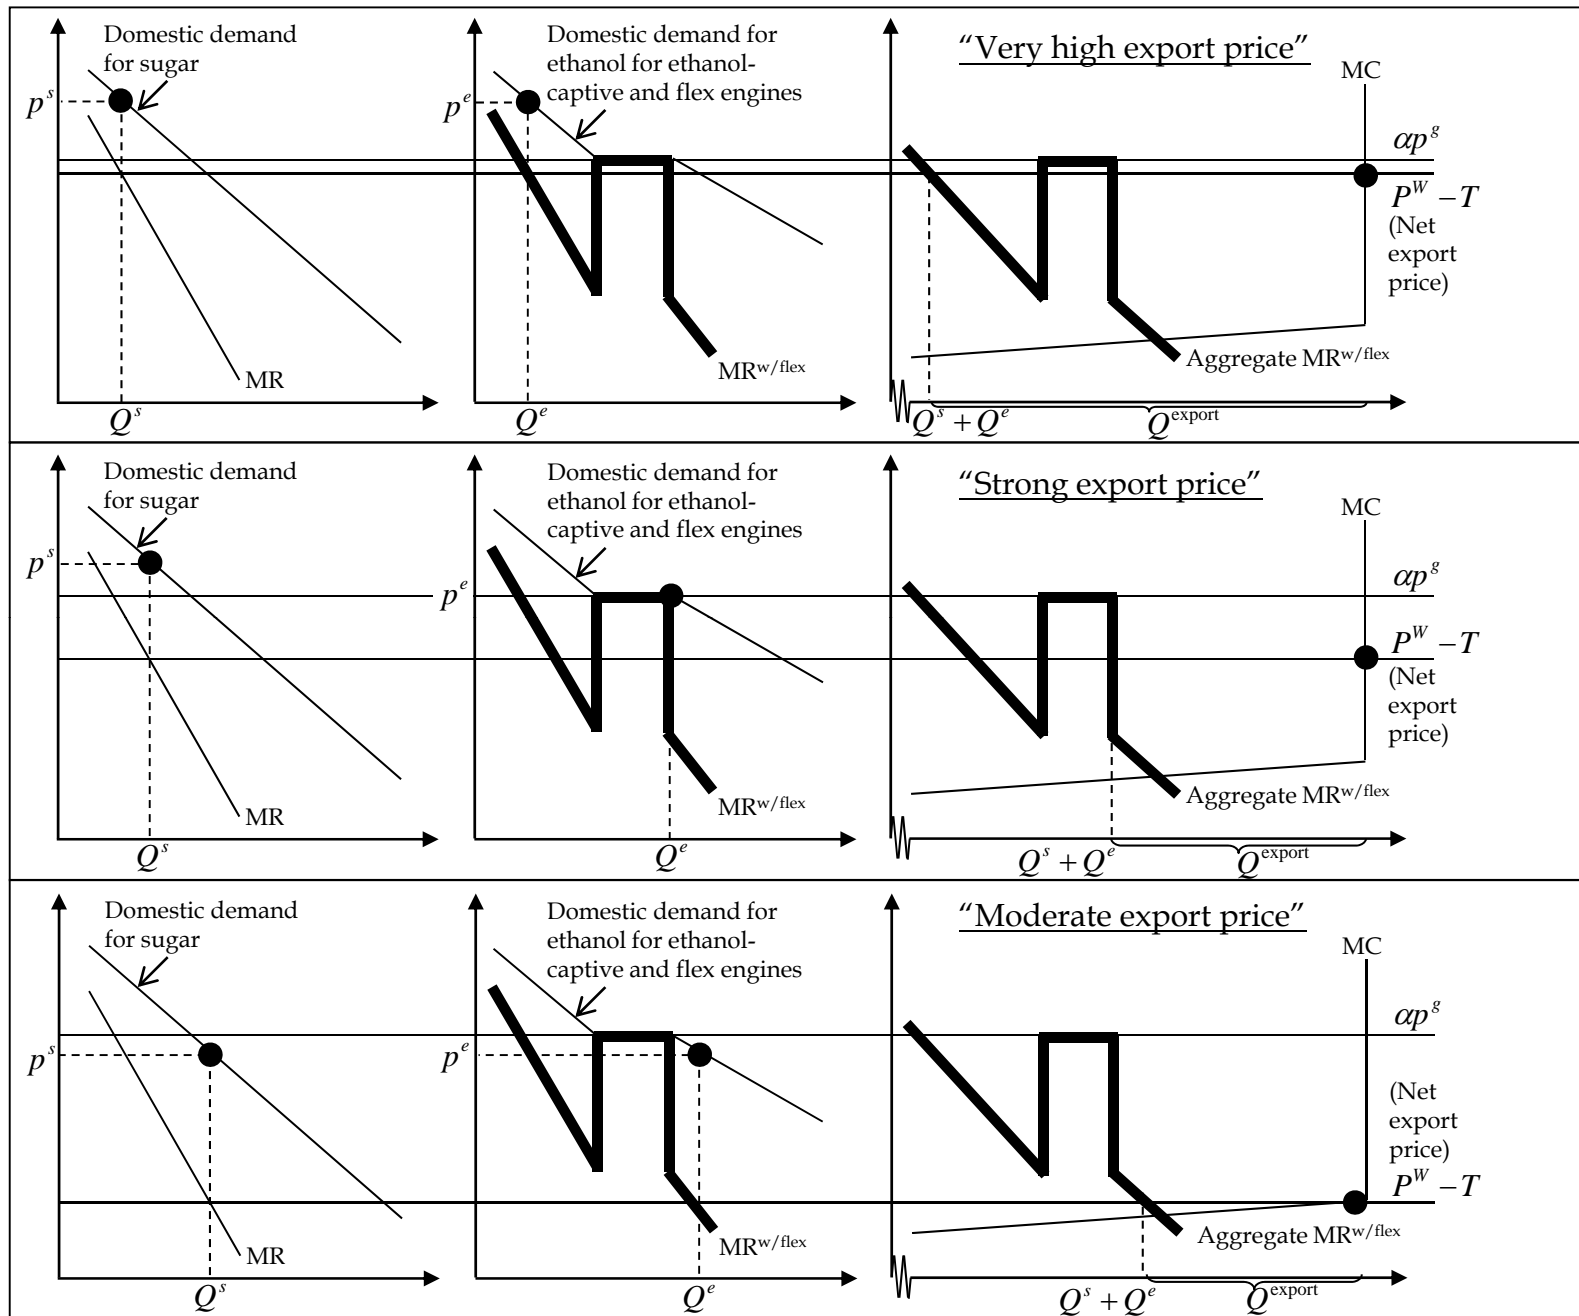 Domestic demand
for sugar
p^s
MR
Q^s
Domestic demand for
ethanol for ethanol-
captive and flex engines
p^e
MR^w/flex
Q^e
“Very high export price”
MC
αp^g
P^W − T
(Net
export
price)
Aggregate MR^w/flex
Q^s + Q^e
Q^export
Domestic demand
for sugar
p^s
MR
Q^s
Domestic demand for
ethanol for ethanol-
captive and flex engines
p^e
MR^w/flex
Q^e
“Strong export price”
MC
αp^g
P^W − T
(Net
export
price)
Aggregate MR^w/flex
Q^s + Q^e
Q^export
Domestic demand
for sugar
p^s
MR
Q^s
Domestic demand for
ethanol for ethanol-
captive and flex engines
p^e
MR^w/flex
Q^e
“Moderate export price”
MC
αp^g
(Net
export
price)
P^W − T
Aggregate MR^w/flex
Q^s + Q^e
Q^export